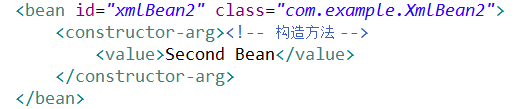 <bean id="xmlBean2" class="com.example.XmlBean2">
    <constructor-arg><!-- 构造方法 -->
        <value>Second Bean</value>
    </constructor-arg>
</bean>